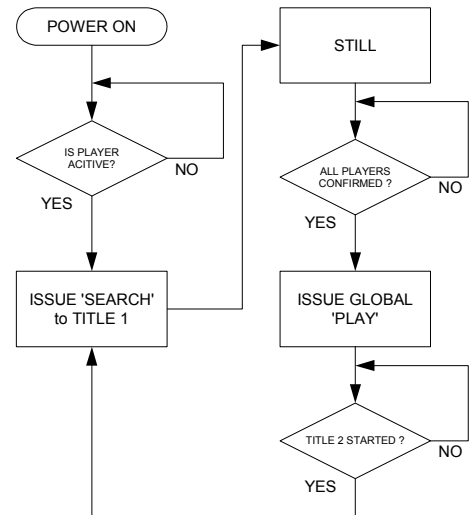 POWER ON
IS PLAYER
ACITIVE?
NO
YES
ISSUE 'SEARCH'
to TITLE 1
STILL
ALL PLAYERS
CONFIRMED ?
NO
YES
ISSUE GLOBAL
'PLAY'
TITLE 2 STARTED ?
NO
YES